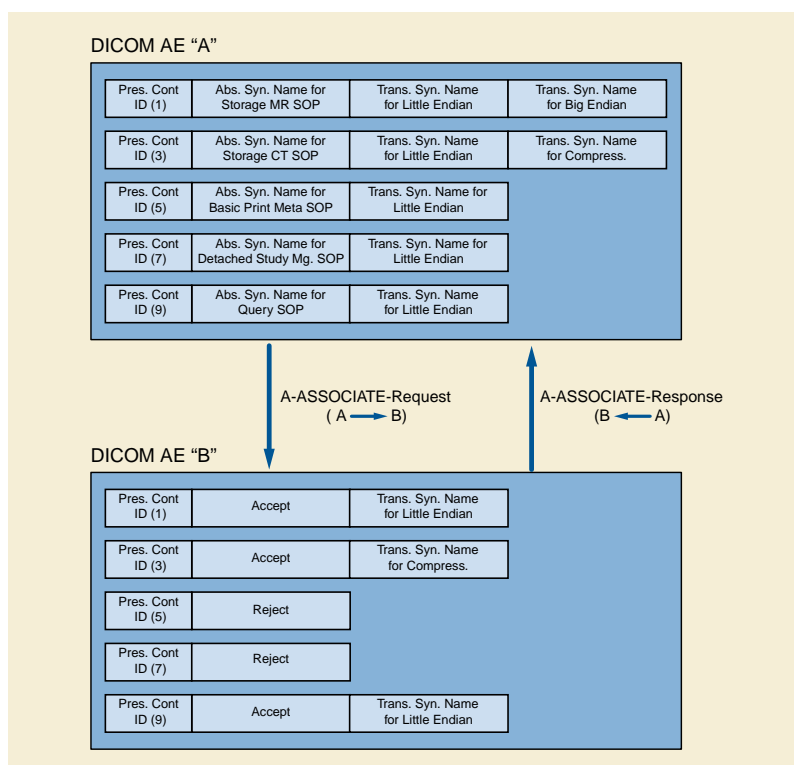 DICOM AE “A”
Pres. Cont
ID (1)
Abs. Syn. Name for
Storage MR SOP
Trans. Syn. Name
for Little Endian
Trans. Syn. Name
for Big Endian
Pres. Cont
ID (3)
Abs. Syn. Name for
Storage CT SOP
Trans. Syn. Name
for Little Endian
Trans. Syn. Name
for Compress.
Pres. Cont
ID (5)
Abs. Syn. Name for
Basic Print Meta SOP
Trans. Syn. Name for
Little Endian
Pres. Cont
ID (7)
Abs. Syn. Name for
Detached Study Mg. SOP
Trans. Syn. Name for
Little Endian
Pres. Cont
ID (9)
Abs. Syn. Name for
Query SOP
Trans. Syn. Name
for Little Endian
A-ASSOCIATE-Request
( A B)
A-ASSOCIATE-Response
(B A)
DICOM AE “B”
Pres. Cont
ID (1)
Accept
Trans. Syn. Name
for Little Endian
Pres. Cont
ID (3)
Accept
Trans. Syn. Name
for Compress.
Pres. Cont
ID (5)
Reject
Pres. Cont
ID (7)
Reject
Pres. Cont
ID (9)
Accept
Trans. Syn. Name
for Little Endian